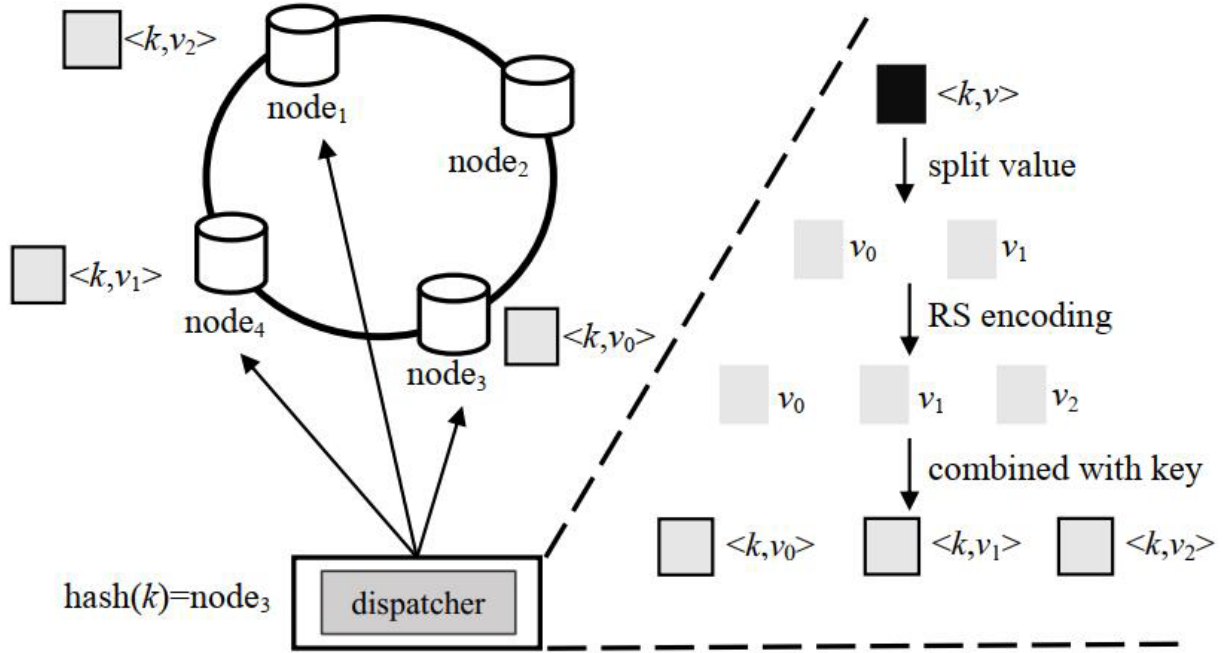 <k,v₂>
node₁
node₂
<k,v₁>
node₄
<k,v₀>
node₃
hash(k)=node₃
dispatcher
<k,v>
split value
v₀
v₁
RS encoding
v₀
v₁
v₂
combined with key
<k,v₀>
<k,v₁>
<k,v₂>